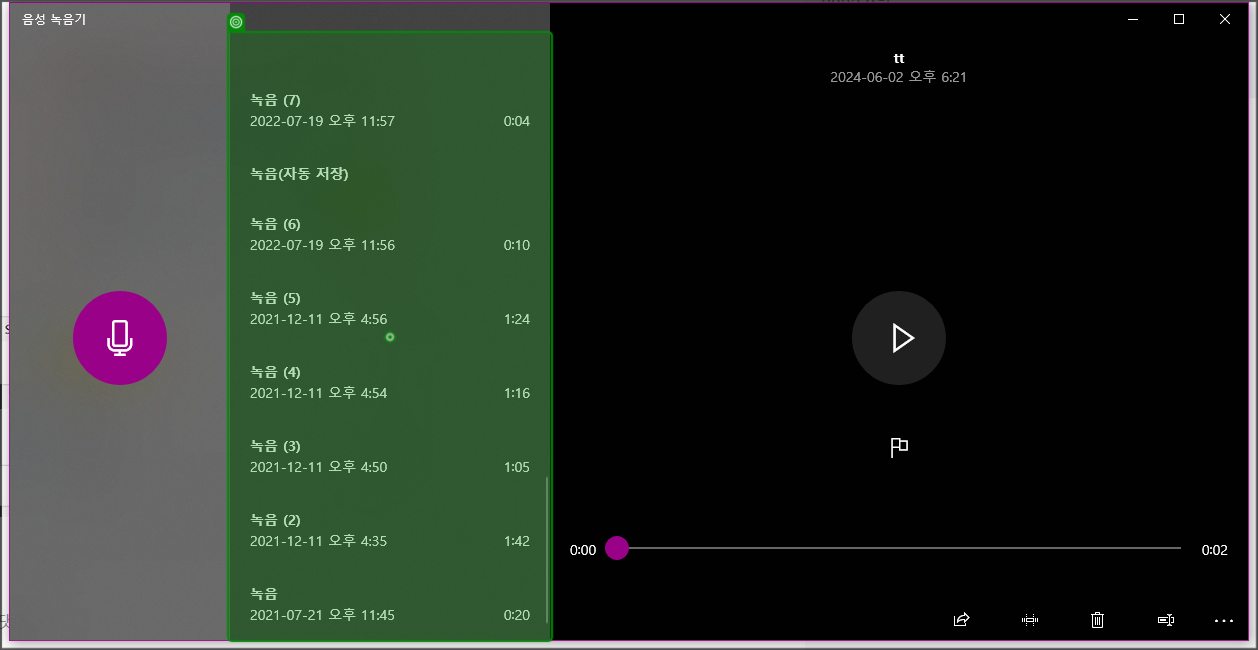 음성 녹음기
녹음 (7)
2022-07-19 오후 11:57
0:04
녹음(자동 저장)
녹음 (6)
2022-07-19 오후 11:56
0:10
녹음 (5)
2021-12-11 오후 4:56
1:24
녹음 (4)
2021-12-11 오후 4:54
1:16
녹음 (3)
2021-12-11 오후 4:50
1:05
녹음 (2)
2021-12-11 오후 4:35
1:42
녹음
2021-07-21 오후 11:45
0:20
tt
2024-06-02 오후 6:21
0:00
0:02